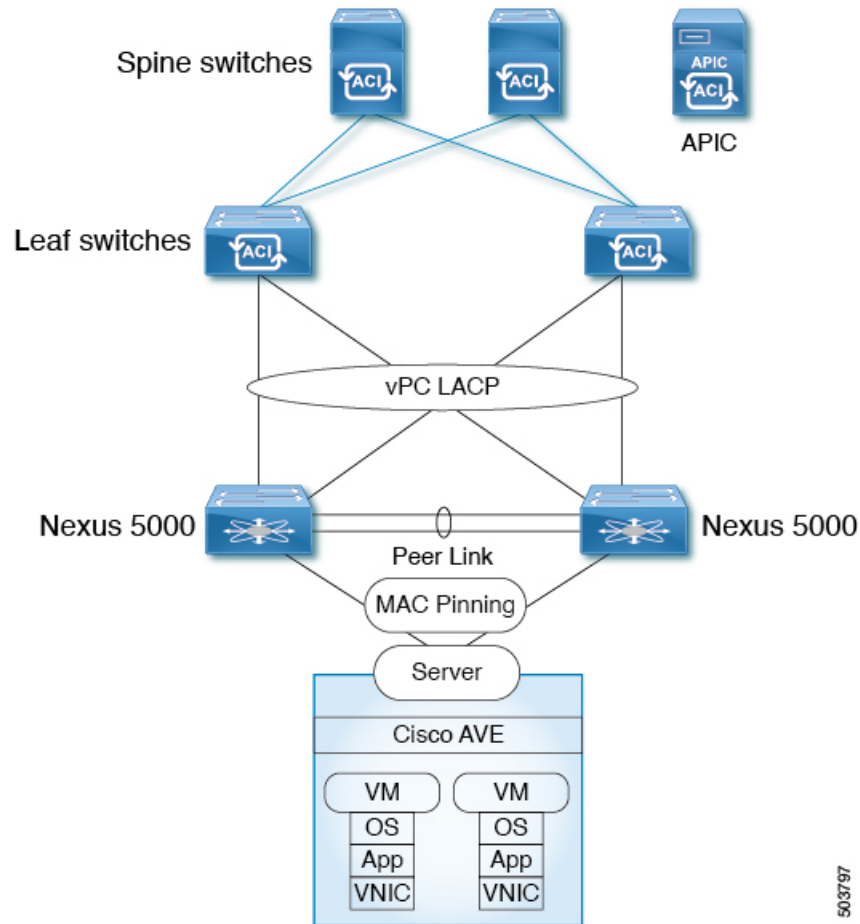 Spine switches
ACI
ACI
APIC
ACI
APIC
Leaf switches
ACI
ACI
vPC LACP
Nexus 5000
Nexus 5000
Peer Link
MAC Pinning
Server
Cisco AVE
VM
VM
OS
OS
App
App
VNIC
VNIC
503797